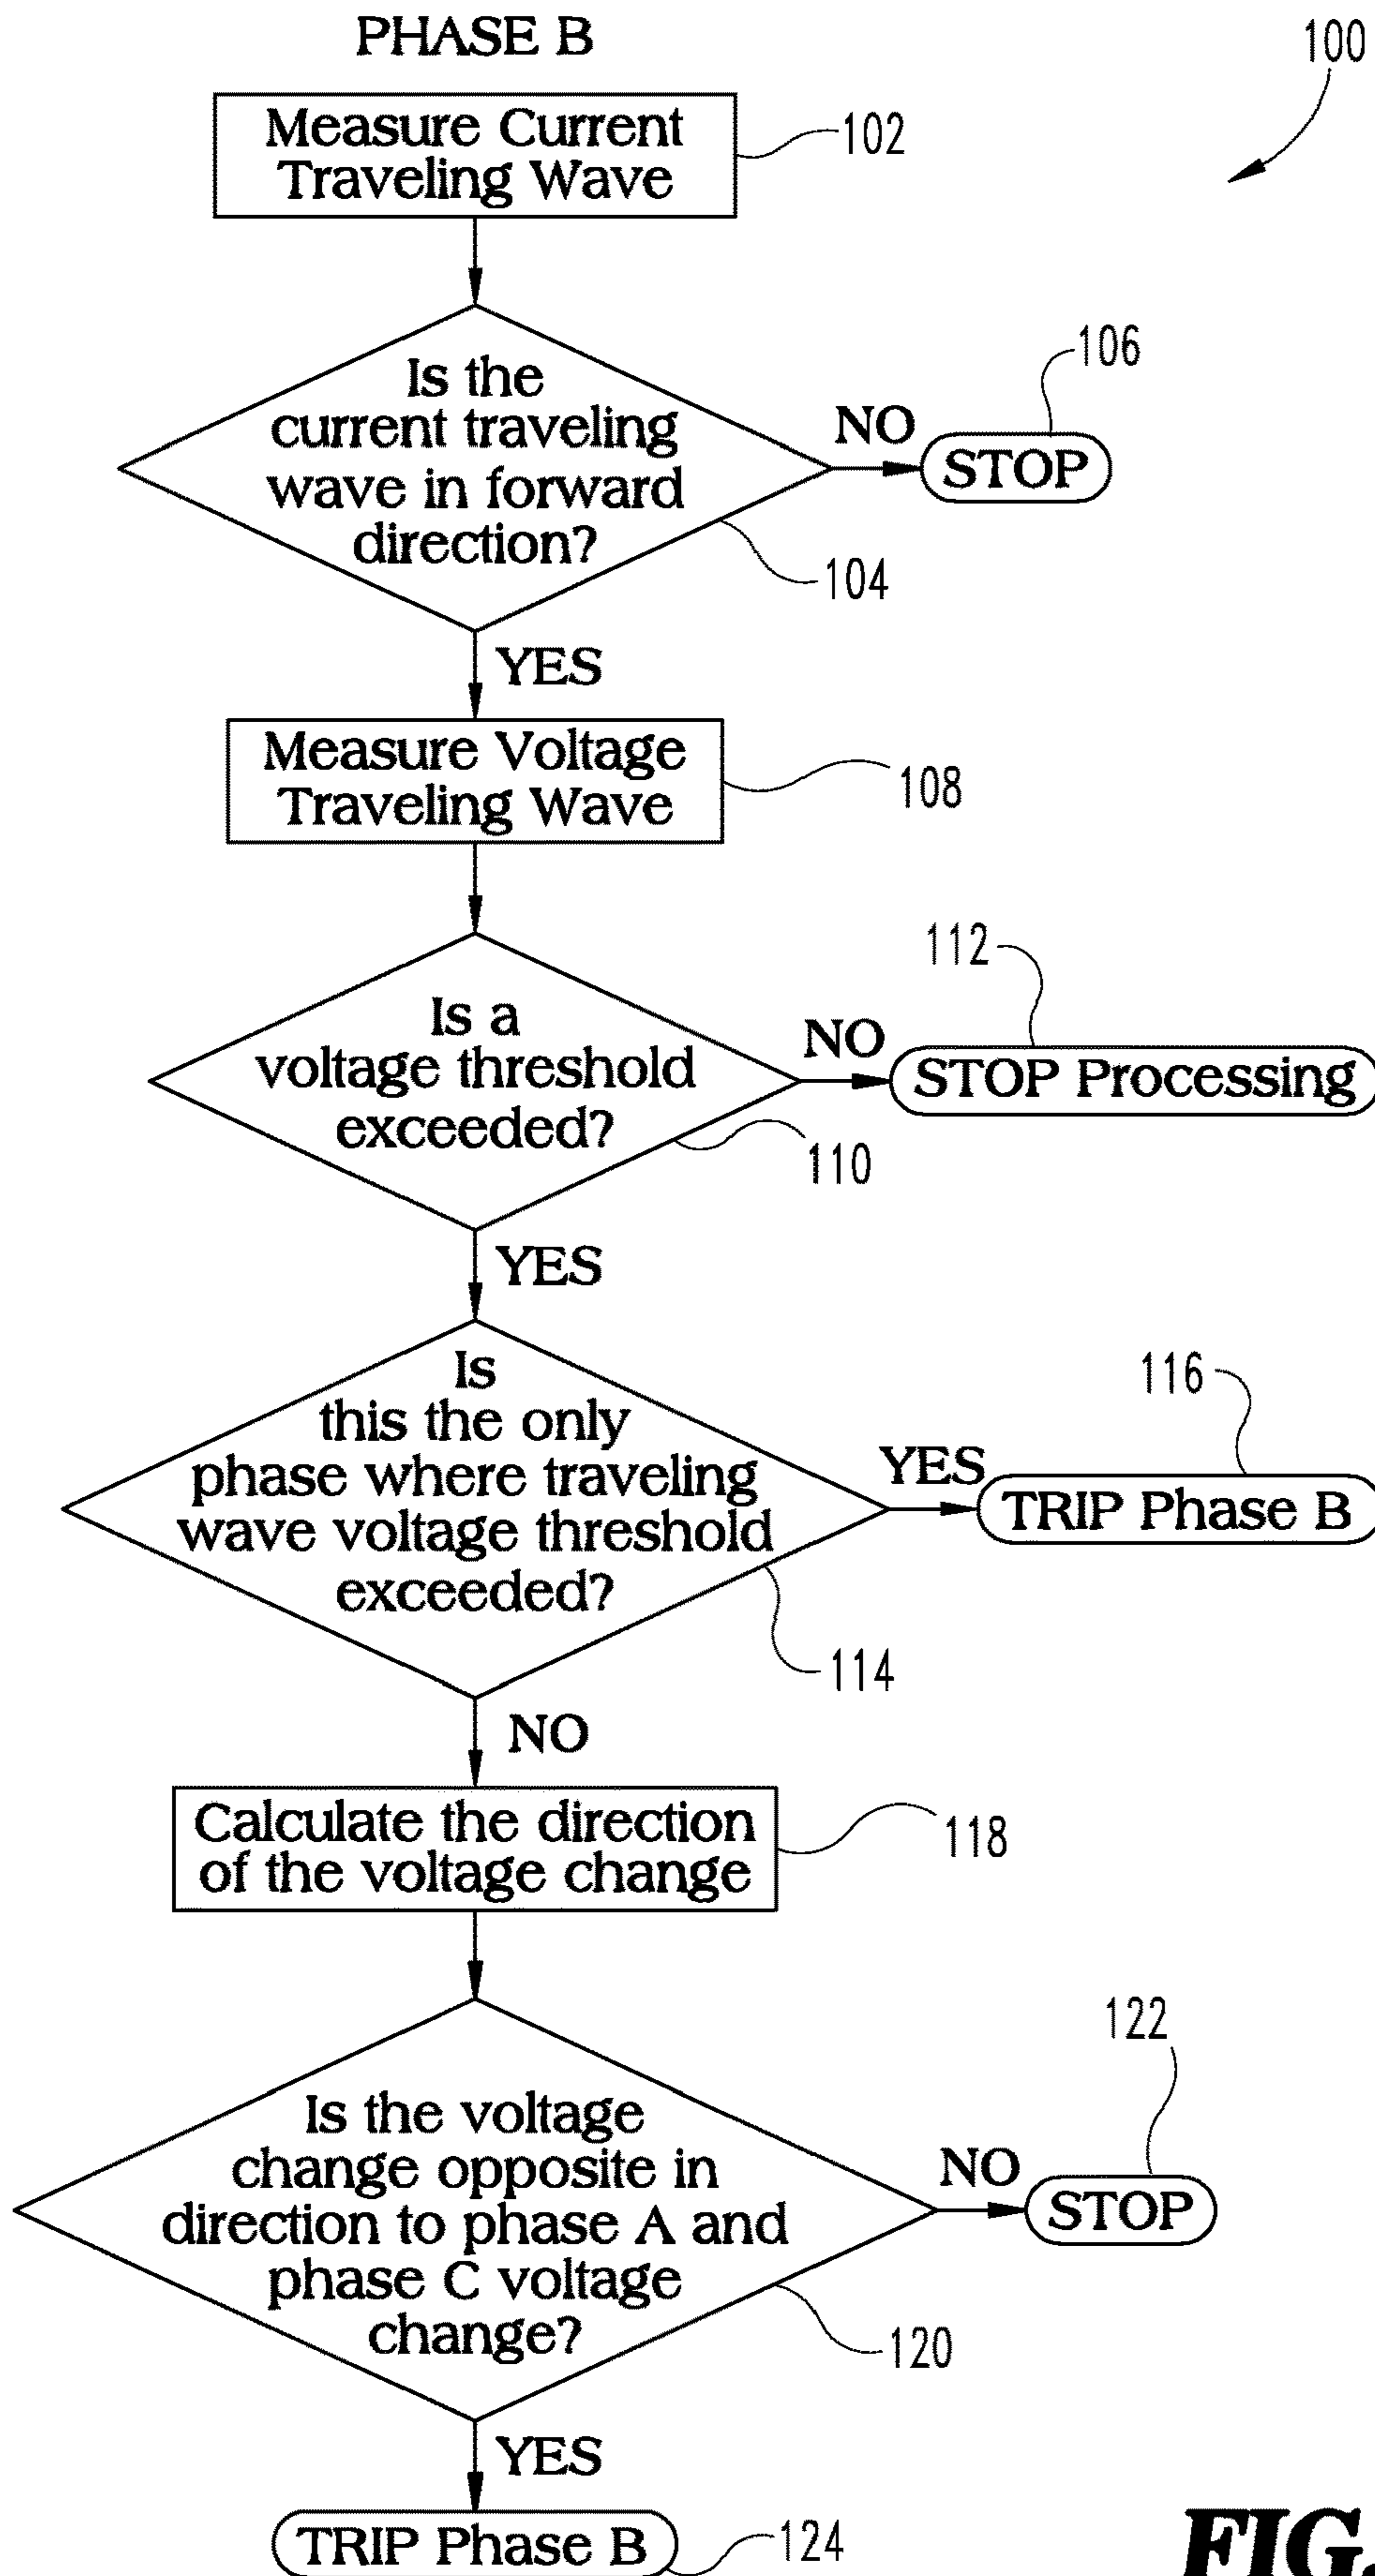 PHASE B
100
Measure Current
Traveling Wave
102
Is the
current traveling
wave in forward
direction?
104
NO
STOP
106
YES
Measure Voltage
Traveling Wave
108
Is a
voltage threshold
exceeded?
110
NO
STOP Processing
112
YES
Is
this the only
phase where traveling
wave voltage threshold
exceeded?
114
YES
TRIP Phase B
116
NO
Calculate the direction
of the voltage change
118
Is the voltage
change opposite in
direction to phase A and
phase C voltage
change?
120
NO
STOP
122
YES
TRIP Phase B
124
FIG.